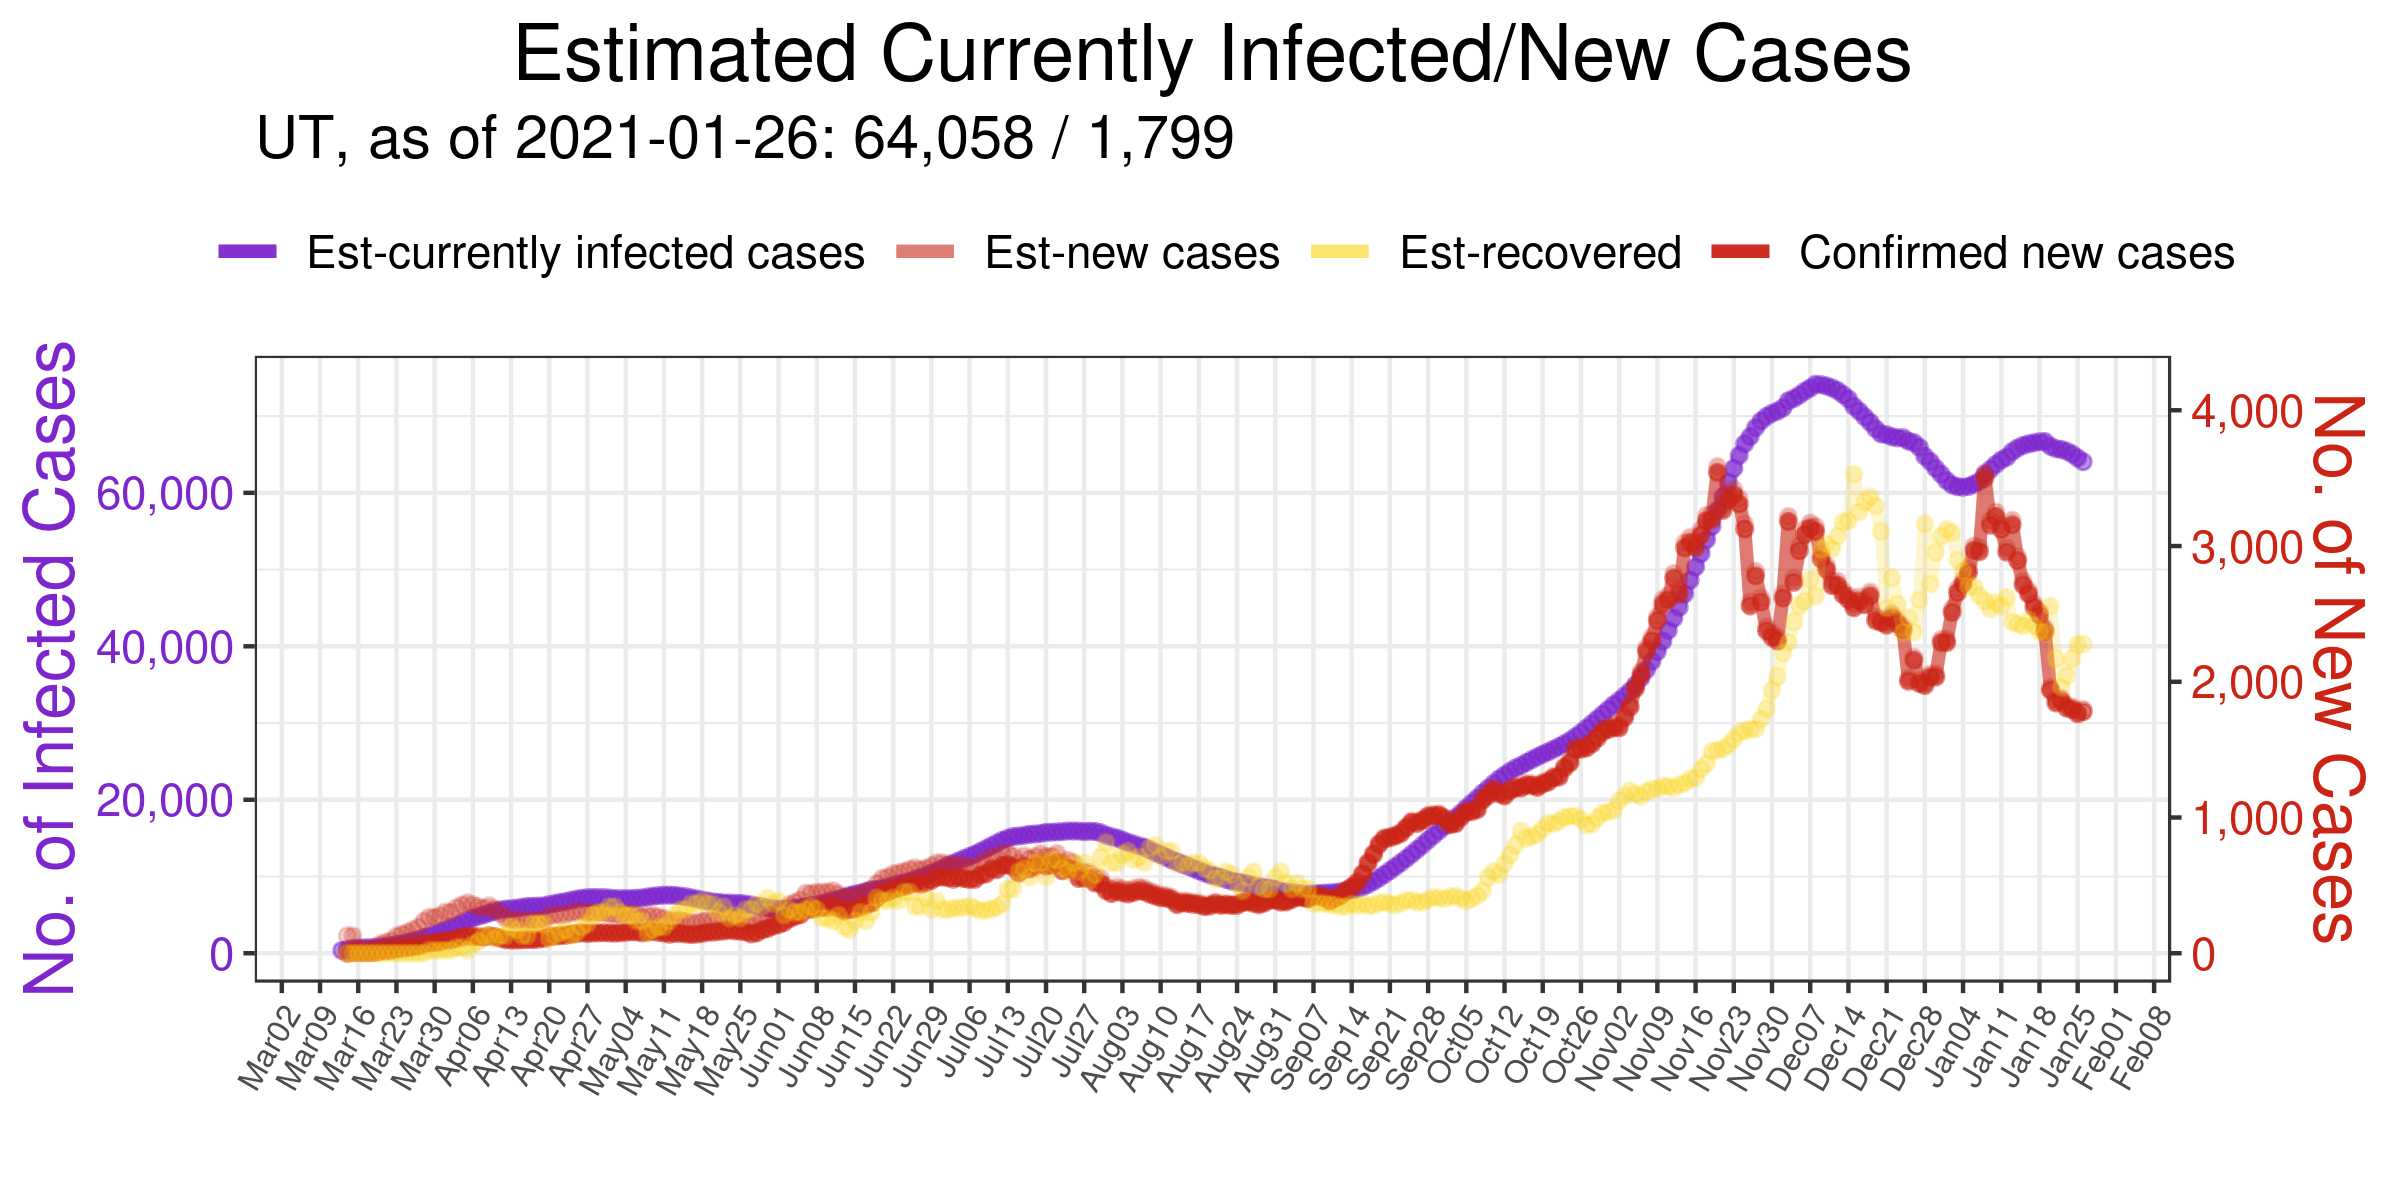 Estimated Currently Infected/New Cases
UT, as of 2021-01-26: 64,058 / 1,799
Est-currently infected cases Est-new cases Est-recovered Confirmed new cases
No. of Infected Cases
60,000
40,000
20,000
0
4,000
3,000
2,000
1,000
0
No. of New Cases
Mar02 Mar09 Mar16 Mar23 Mar30 Apr06 Apr13 Apr20 Apr27 May04 May11 May18 May25 Jun01 Jun08 Jun15 Jun22 Jun29 Jul06 Jul13 Jul20 Jul27 Aug03 Aug10 Aug17 Aug24 Aug31 Sep07 Sep14 Sep21 Sep28 Oct05 Oct12 Oct19 Oct26 Nov02 Nov09 Nov16 Nov23 Nov30 Dec07 Dec14 Dec21 Dec28 Jan04 Jan11 Jan18 Jan25 Feb01 Feb08